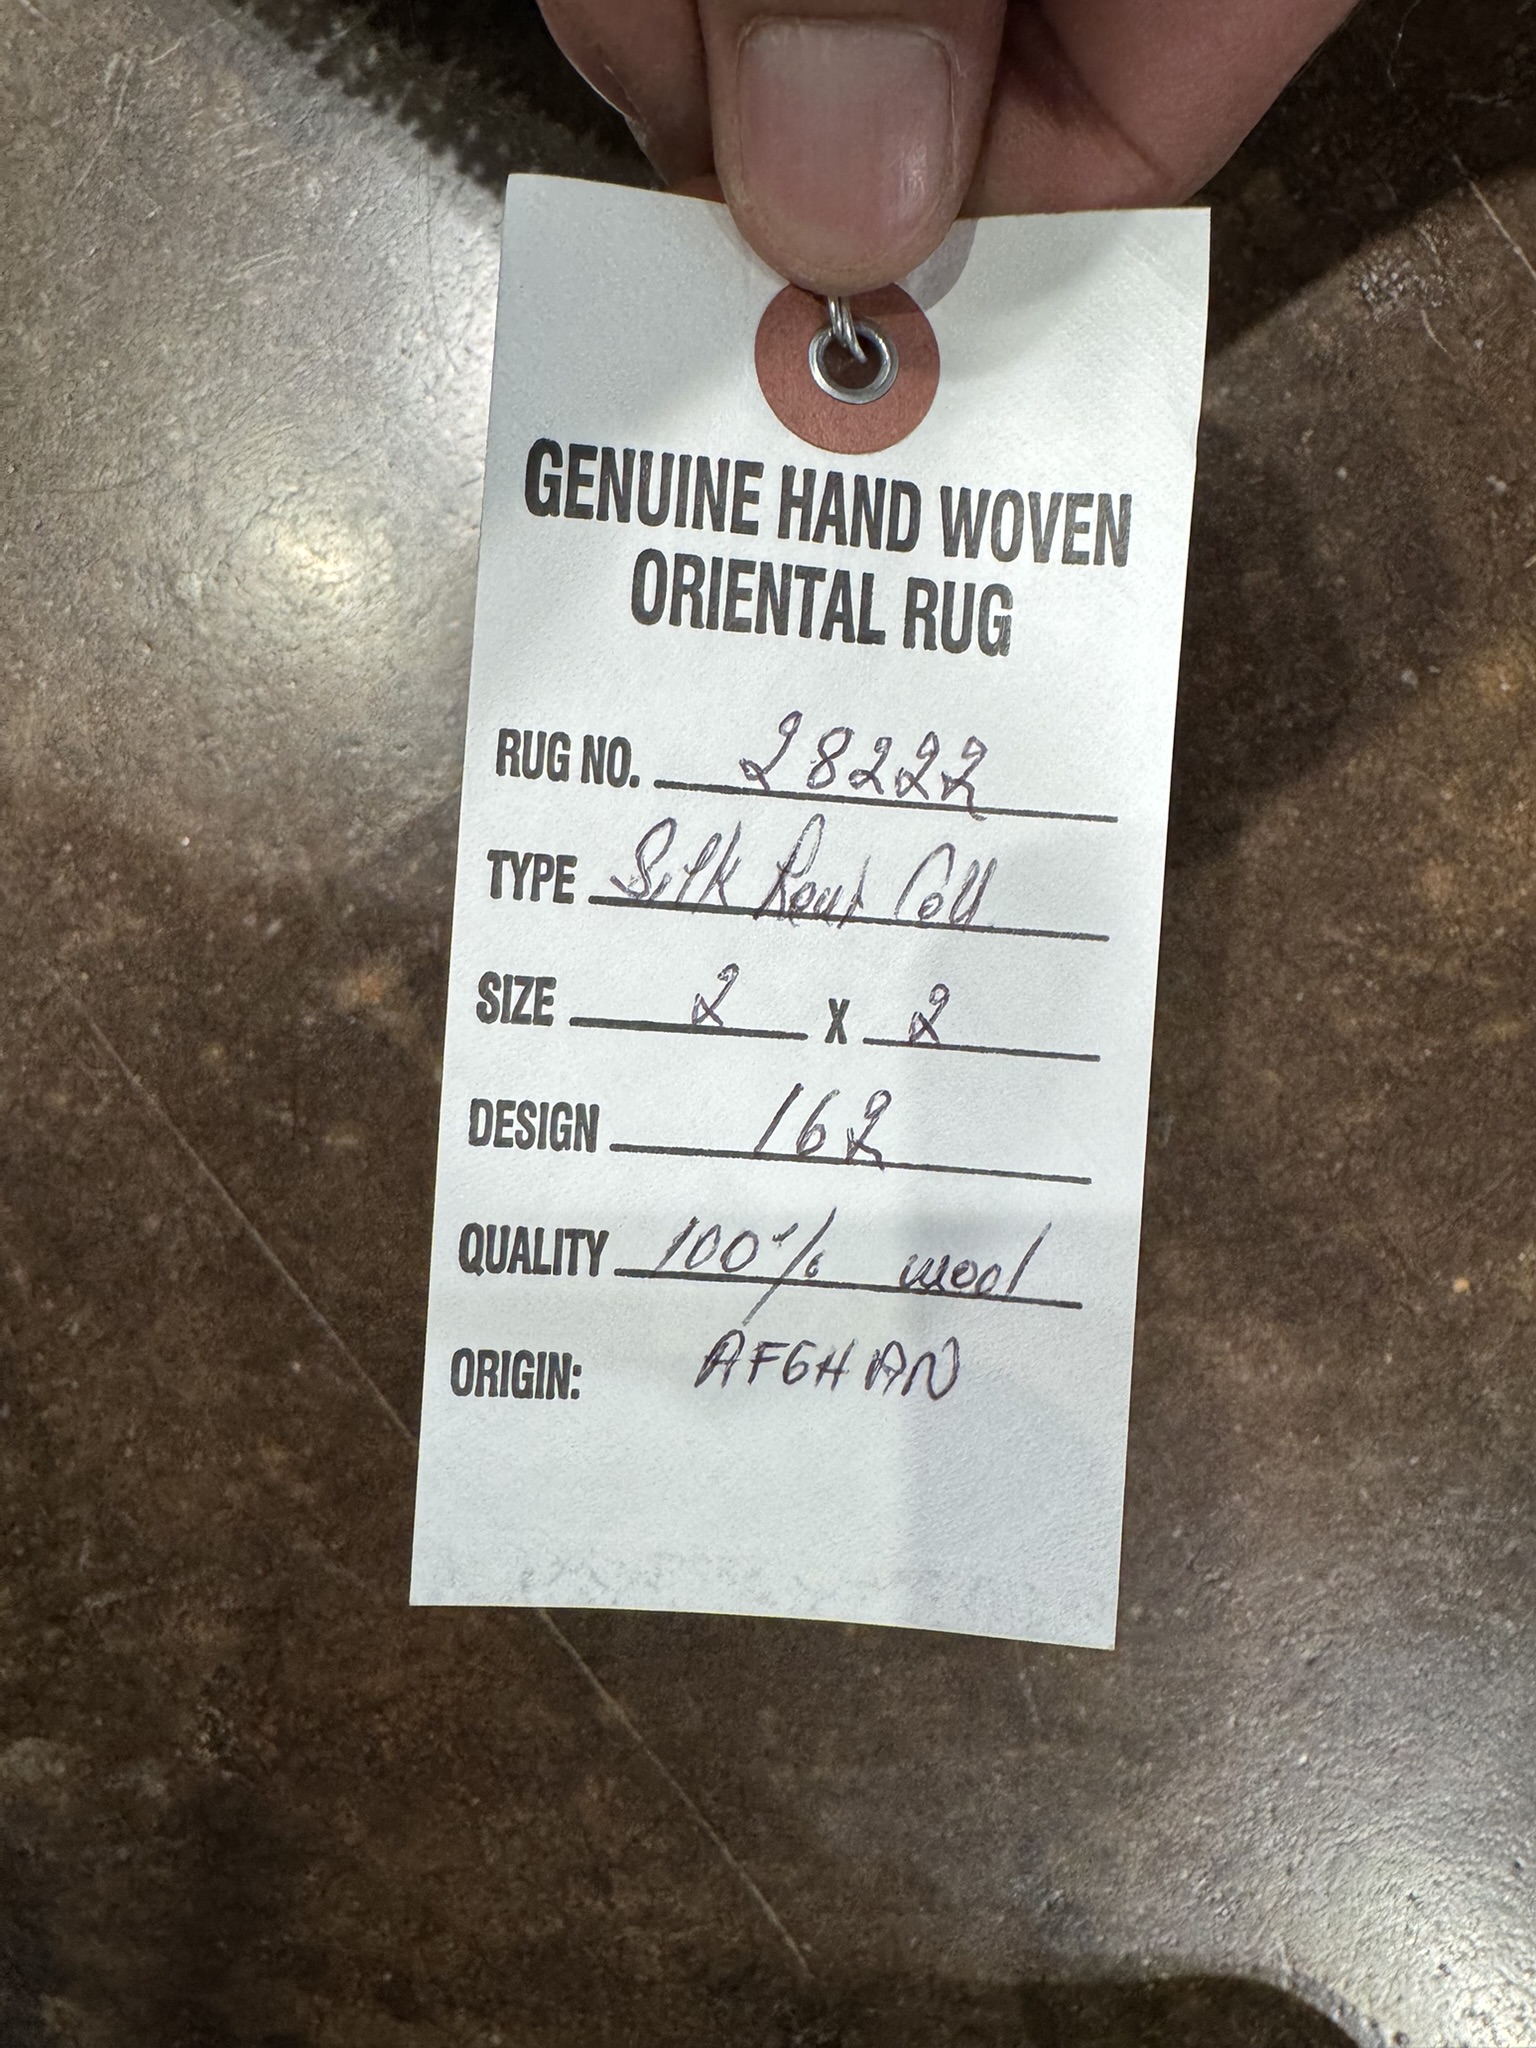 GENUINE HAND WOVEN
ORIENTAL RUG
RUG NO. 28222
TYPE Silk Rout Coll
SIZE 2 X 2
DESIGN 162
QUALITY 100% wool
ORIGIN: AFGHAN